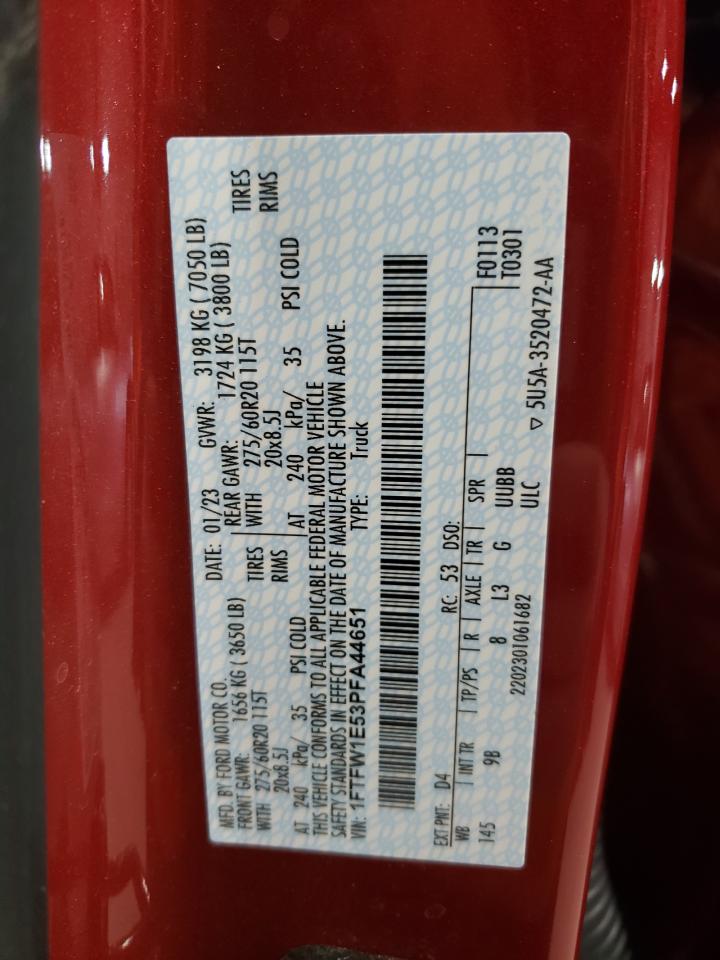 MFD. BY FORD MOTOR CO.
DATE: 01/23 GVWR: 3198 KG ( 7050 LB)
FRONT GAWR: 1656 KG ( 3650 LB) REAR GAWR: 1724 KG ( 3800 LB)
WITH 275/60R20 115T TIRES WITH 275/60R20 115T TIRES
20x8.5J RIMS 20x8.5J RIMS
AT 240 kPa/ 35 PSI COLD AT 240 kPa/ 35 PSI COLD
THIS VEHICLE CONFORMS TO ALL APPLICABLE FEDERAL MOTOR VEHICLE
SAFETY STANDARDS IN EFFECT ON THE DATE OF MANUFACTURE SHOWN ABOVE.
VIN: 1FTFW1E53PFA44651 TYPE: Truck
EXT PNT: D4 RC: 53 DSO: F0113
WB INT TR TP/PS R AXLE TR SPR T0301
145 9B 8 L3 G UUBB
2202301061682 ULC ▽ 5U5A-3520472-AA